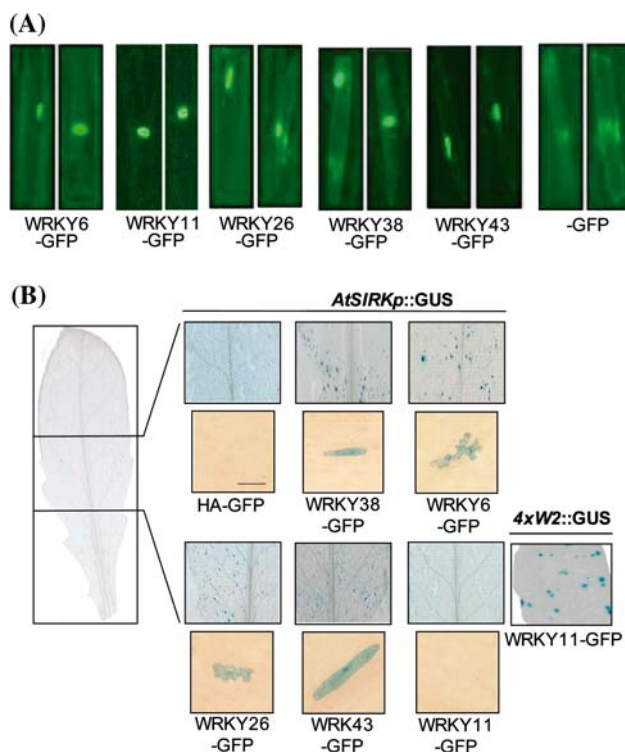 (A)
WRKY6
-GFP
WRKY11
-GFP
WRKY26
-GFP
WRKY38
-GFP
WRKY43
-GFP
-GFP
(B)
AtSIRKp::GUS
HA-GFP
WRKY38
-GFP
WRKY6
-GFP
4xW2::GUS
WRKY11-GFP
WRKY26
-GFP
WRK43
-GFP
WRKY11
-GFP